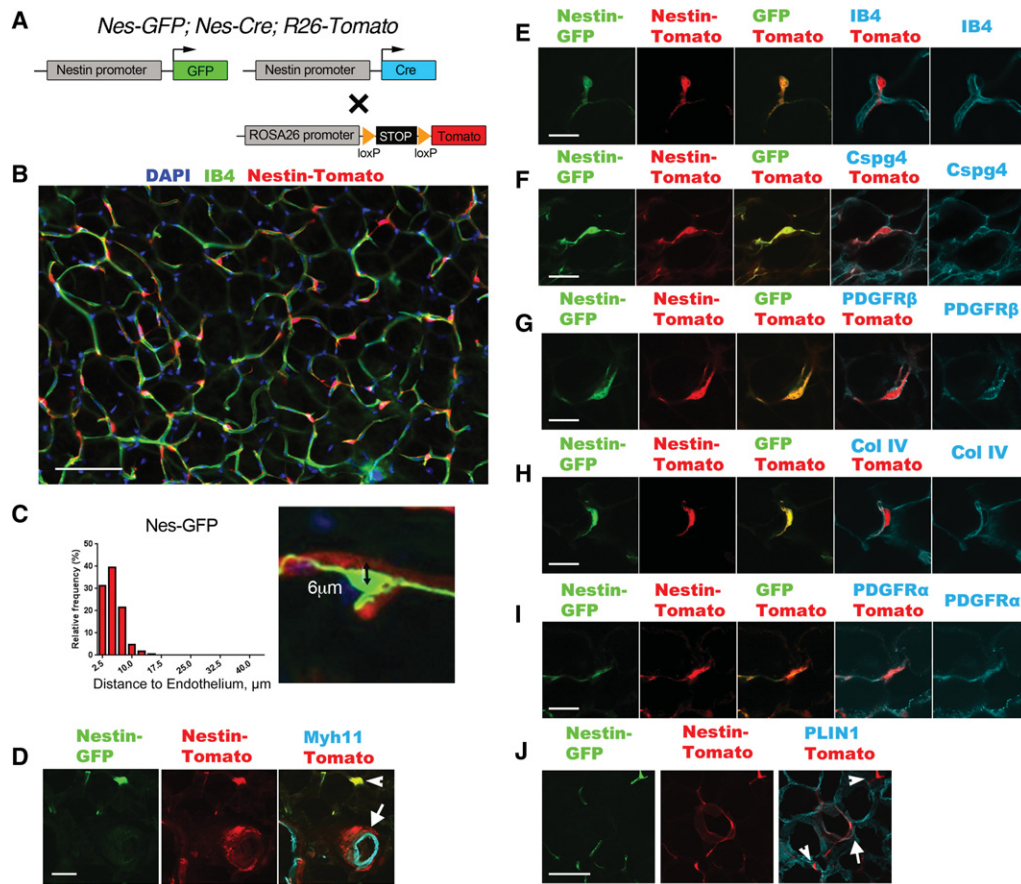 A
Nes-GFP; Nes-Cre; R26-Tomato
Nestin promoter
GFP
Nestin promoter
Cre
ROSA26 promoter
STOP
Tomato
loxP
loxP
B
DAPI IB4 Nestin-Tomato
C
Nes-GFP
Relative frequency (%)
50
40
30
20
10
0
2.5
10.0
17.5
25.0
32.5
40.0
Distance to Endothelium, μm
6μm
D
Nestin-
GFP
Nestin-
Tomato
Myh11
Tomato
E
Nestin-
GFP
Nestin-
Tomato
GFP
Tomato
IB4
Tomato
IB4
F
Nestin-
GFP
Nestin-
Tomato
GFP
Tomato
Cspg4
Tomato
Cspg4
G
Nestin-
GFP
Nestin-
Tomato
GFP
Tomato
PDGFRβ
Tomato
PDGFRβ
H
Nestin-
GFP
Nestin-
Tomato
GFP
Tomato
Col IV
Tomato
Col IV
I
Nestin-
GFP
Nestin-
Tomato
GFP
Tomato
PDGFRα
Tomato
PDGFRα
J
Nestin-
GFP
Nestin-
Tomato
PLIN1
Tomato